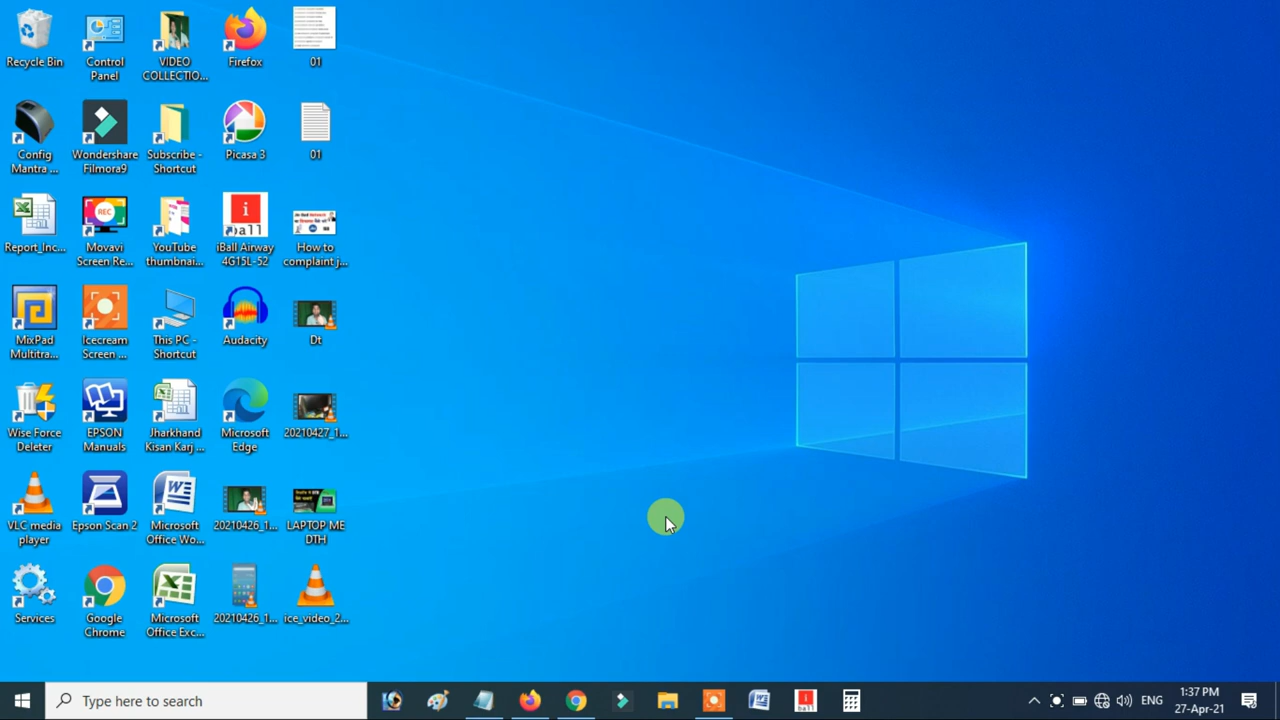 Recycle Bin
Control
Panel
VIDEO
COLLECTIO...
Firefox
01
Config
Mantra ...
Wondershare
Filmora9
Subscribe -
Shortcut
Picasa 3
01
Report_Inc...
REC
Movavi
Screen Re...
YouTube
thumbnai...
i
ball
iBall Airway
4G15L-52
How to
complaint j...
MixPad
Multitra...
Icecream
Screen ...
This PC -
Shortcut
Audacity
Dt
Wise Force
Deleter
EPSON
Manuals
Jharkhand
Kisan Karj ...
Microsoft
Edge
20210427_1...
VLC media
player
Epson Scan 2
Microsoft
Office Wo...
20210426_1...
LAPTOP ME
DTH
Services
Google
Chrome
Microsoft
Office Exc...
20210426_1...
ice_video_2...
Type here to search
ENG
1:37 PM
27-Apr-21